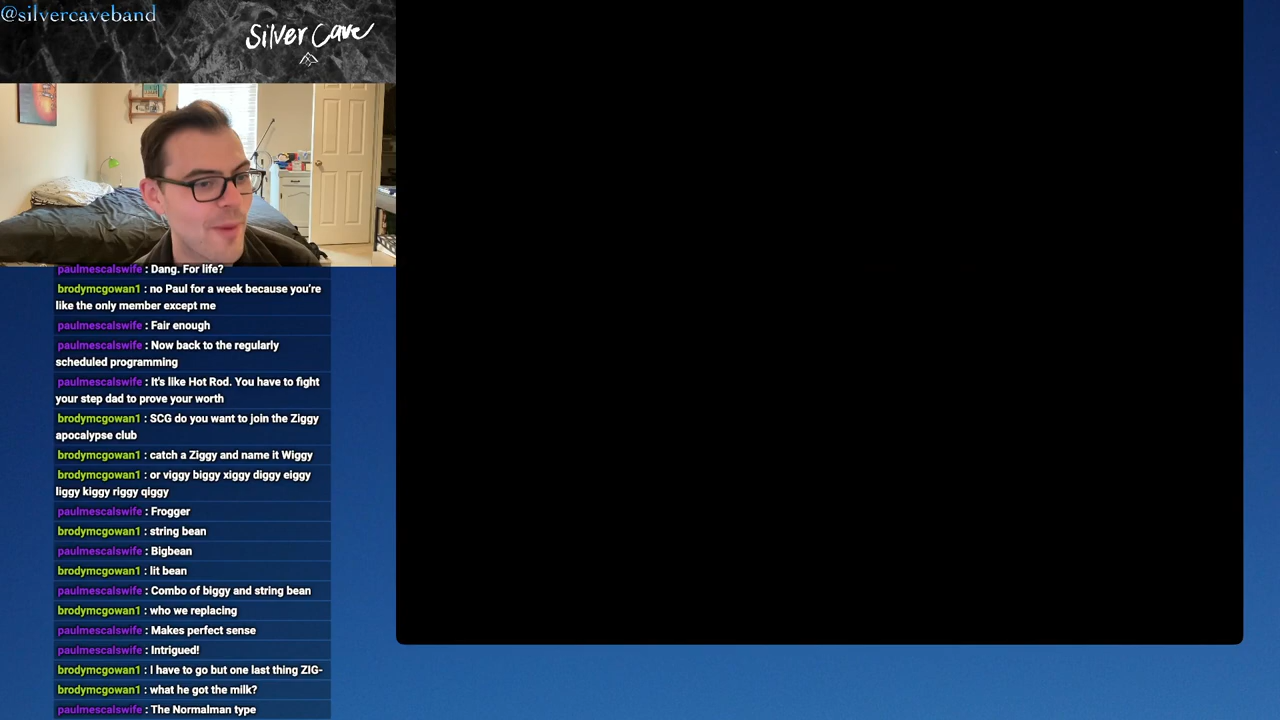 @silvercaveband
Silver Cave
paulmescalswife : Dang. For life?
brodymcgowan1 : no Paul for a week because you're
like the only member except me
paulmescalswife : Fair enough
paulmescalswife : Now back to the regularly
scheduled programming
paulmescalswife : It's like Hot Rod. You have to fight
your step dad to prove your worth
brodymcgowan1 : SCG do you want to join the Ziggy
apocalypse club
brodymcgowan1 : catch a Ziggy and name it Wiggy
brodymcgowan1 : or viggy biggy xiggy diggy eiggy
liggy kiggy riggy qiggy
paulmescalswife : Frogger
brodymcgowan1 : string bean
paulmescalswife : Bigbean
brodymcgowan1 : lit bean
paulmescalswife : Combo of biggy and string bean
brodymcgowan1 : who we replacing
paulmescalswife : Makes perfect sense
paulmescalswife : Intrigued!
brodymcgowan1 : I have to go but one last thing ZIG-
brodymcgowan1 : what he got the milk?
paulmescalswife : The Normalman type